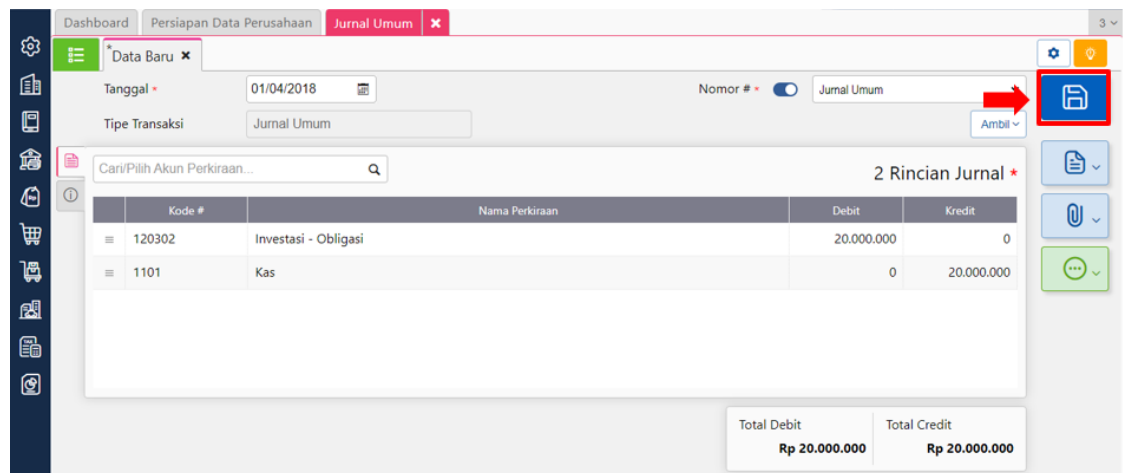 Dashboard Persiapan Data Perusahaan Jurnal Umum 3
*Data Baru
Tanggal * 01/04/2018 Nomor # * Jurnal Umum
Tipe Transaksi Jurnal Umum Ambil
Cari/Pilih Akun Perkiraan... 2 Rincian Jurnal *
Kode # Nama Perkiraan Debit Kredit
120302 Investasi - Obligasi 20.000.000 0
1101 Kas 0 20.000.000
Total Debit Total Credit
Rp 20.000.000 Rp 20.000.000